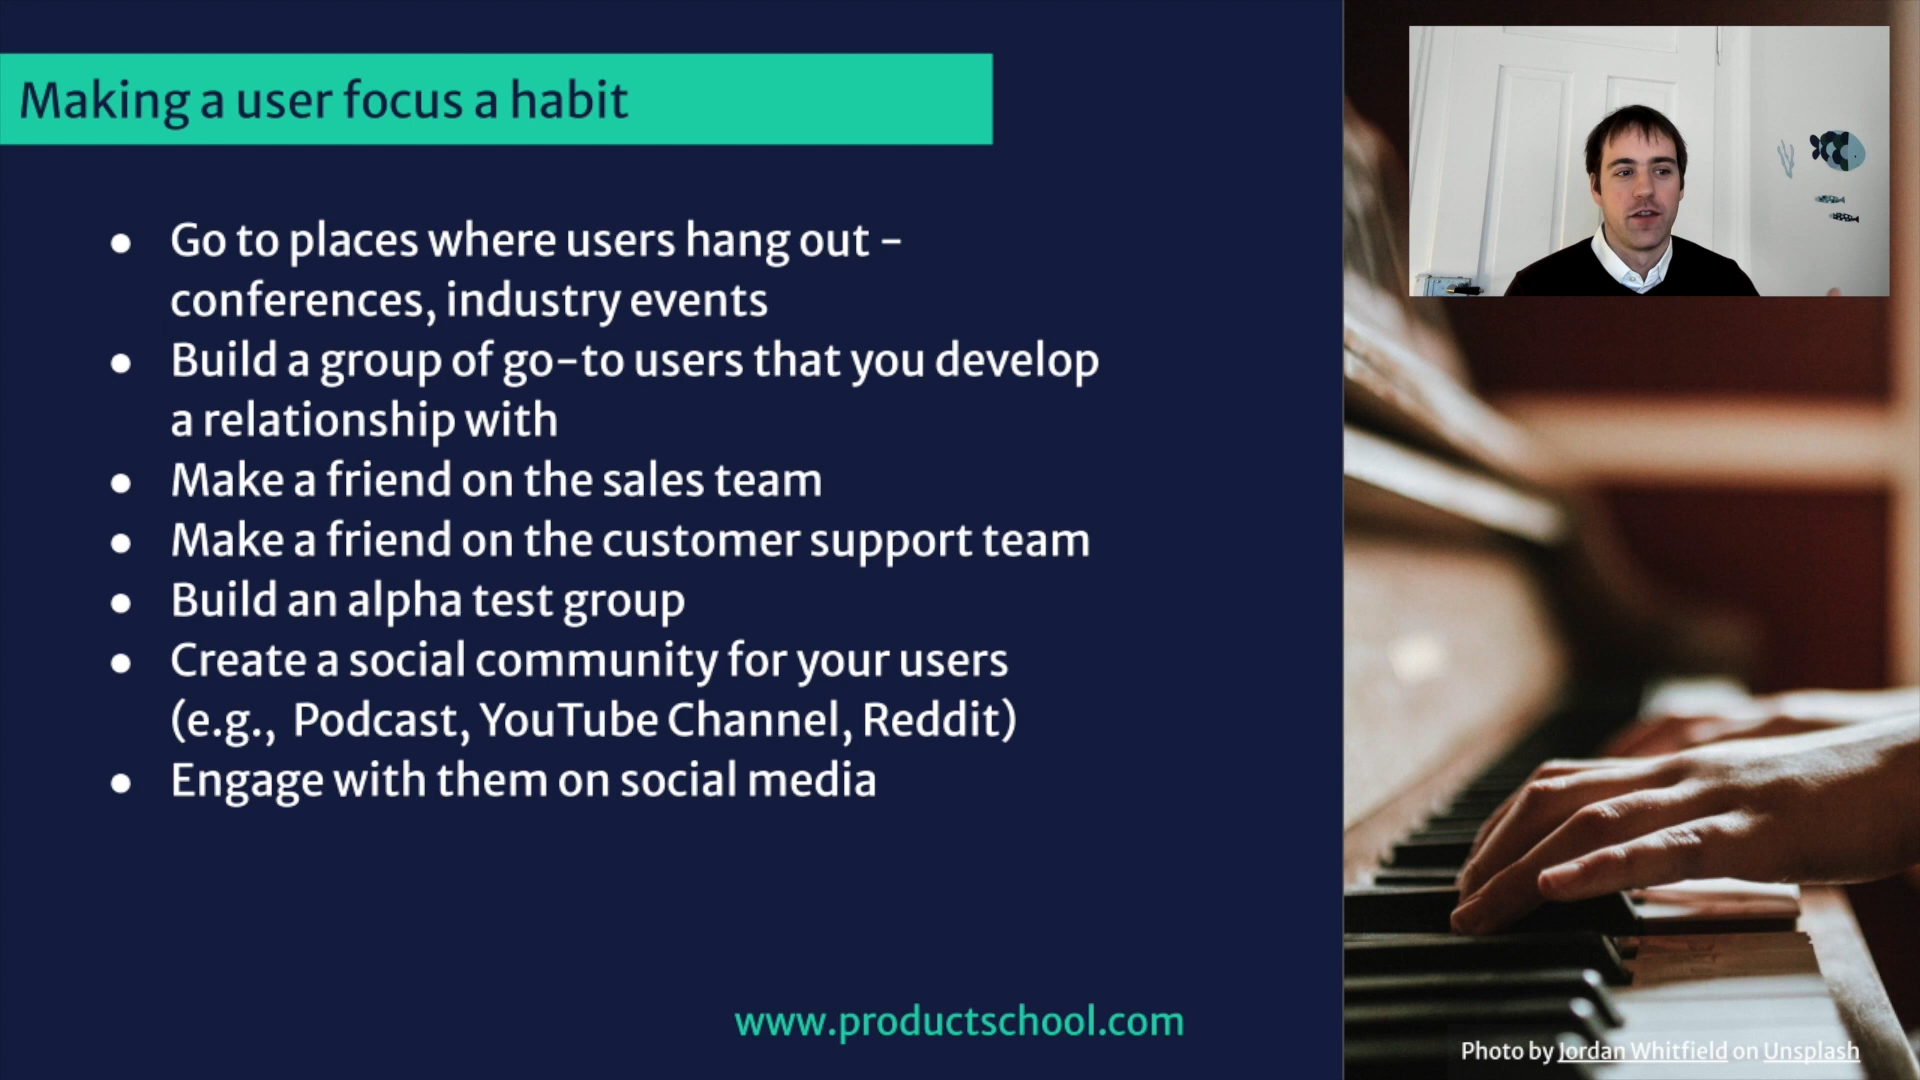 Making a user focus a habit
● Go to places where users hang out –
conferences, industry events
● Build a group of go-to users that you develop
a relationship with
● Make a friend on the sales team
● Make a friend on the customer support team
● Build an alpha test group
● Create a social community for your users
(e.g., Podcast, YouTube Channel, Reddit)
● Engage with them on social media
www.productschool.com
Photo by Jordan Whitfield on Unsplash